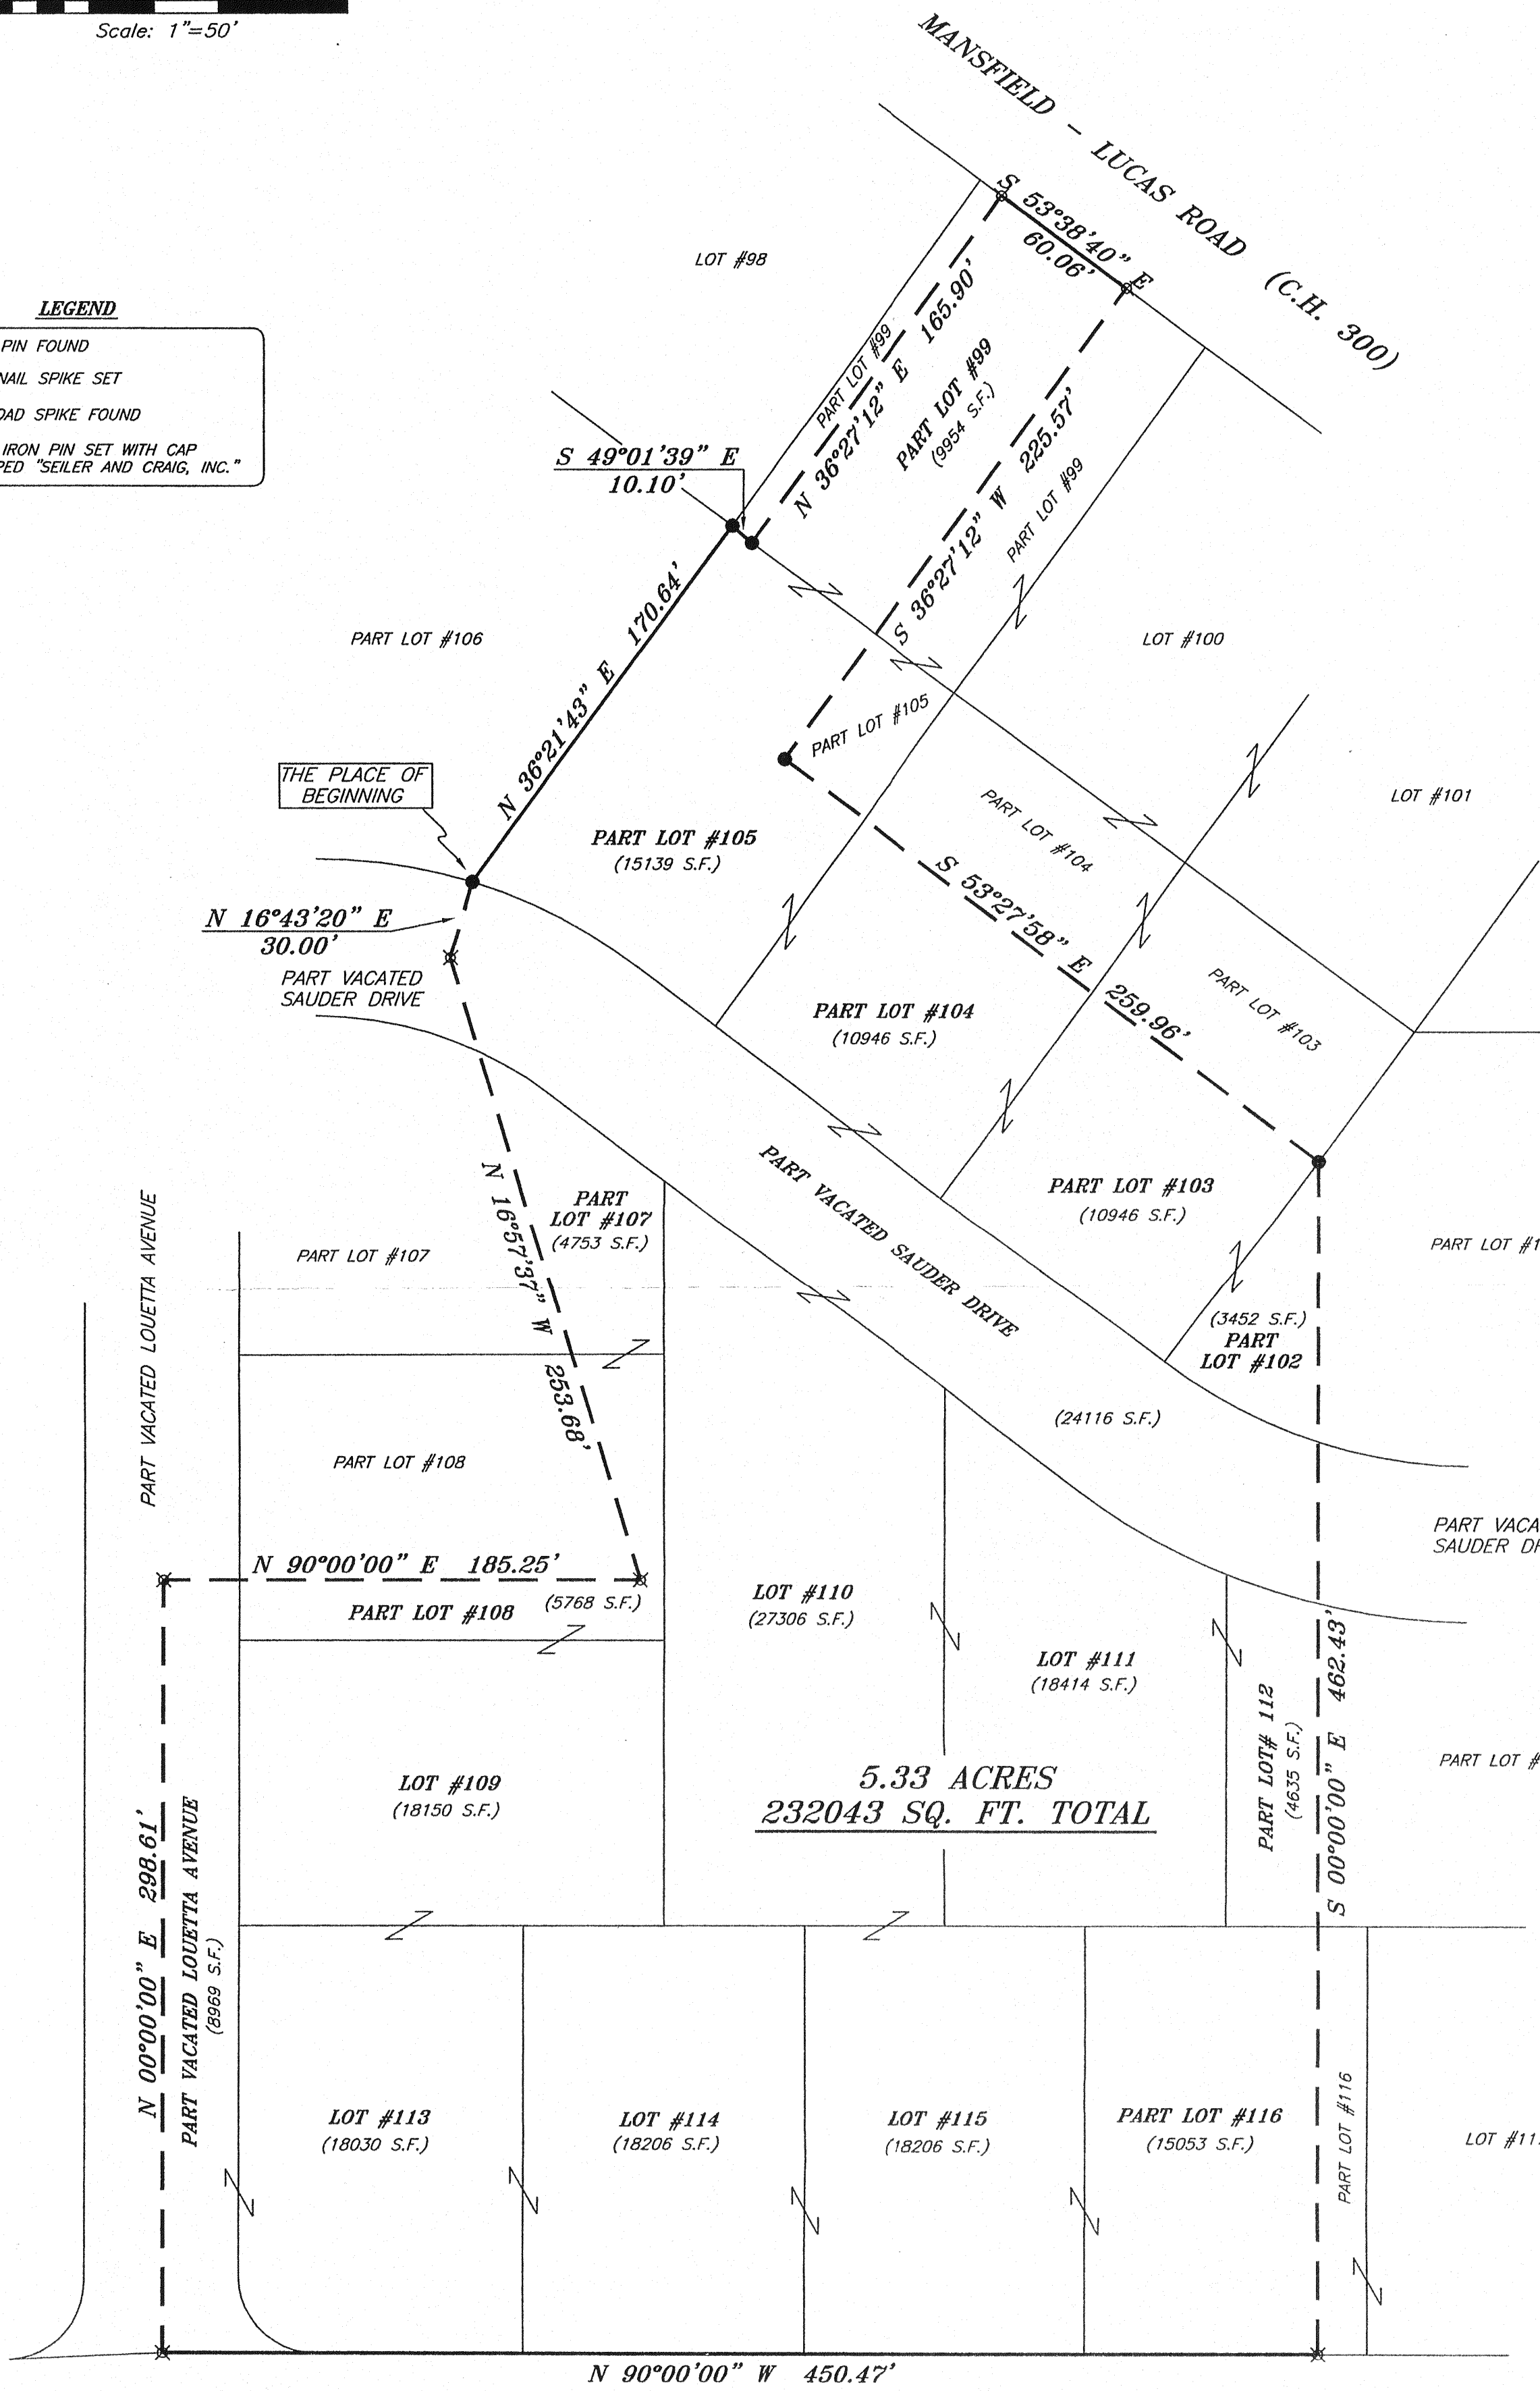 Scale: 1"=50'
MANSFIELD - LUCAS ROAD (C.H. 300)
S 53°38'40" E
60.06'
LOT #98
LEGEND
PIN FOUND
NAIL SPIKE SET
OAD SPIKE FOUND
IRON PIN SET WITH CAP
PED "SEILER AND CRAIG, INC."
PART LOT #99
N 36°27'12" E 165.90'
PART LOT #99
(9954 S.F.)
S 36°27'12" W 225.57'
PART LOT #99
S 49°01'39" E
10.10'
PART LOT #106
N 36°21'43" E 170.64'
LOT #100
PART LOT #105
THE PLACE OF
BEGINNING
LOT #101
PART LOT #105
(15139 S.F.)
PART LOT #104
S 53°27'58" E 259.96'
N 16°43'20" E
30.00'
PART VACATED
SAUDER DRIVE
PART LOT #104
(10946 S.F.)
PART LOT #103
PART LOT #103
(10946 S.F.)
PART VACATED SAUDER DRIVE
PART VACATED LOUETTA AVENUE
PART LOT #107
N 16°57'37" W 253.68'
PART
LOT #107
(4753 S.F.)
PART LOT #1
(3452 S.F.)
PART
LOT #102
(24116 S.F.)
PART LOT #108
PART VACA
SAUDER DR
N 90°00'00" E 185.25'
(5768 S.F.)
PART LOT #108
LOT #110
(27306 S.F.)
LOT #111
(18414 S.F.)
PART LOT# 112
(4635 S.F.)
S 00°00'00" E 462.43'
PART LOT #
LOT #109
(18150 S.F.)
5.33 ACRES
232043 SQ. FT. TOTAL
N 00°00'00" E 298.61'
PART VACATED LOUETTA AVENUE
(8969 S.F.)
LOT #113
(18030 S.F.)
LOT #114
(18206 S.F.)
LOT #115
(18206 S.F.)
PART LOT #116
(15053 S.F.)
PART LOT #116
LOT #11
N 90°00'00" W 450.47'